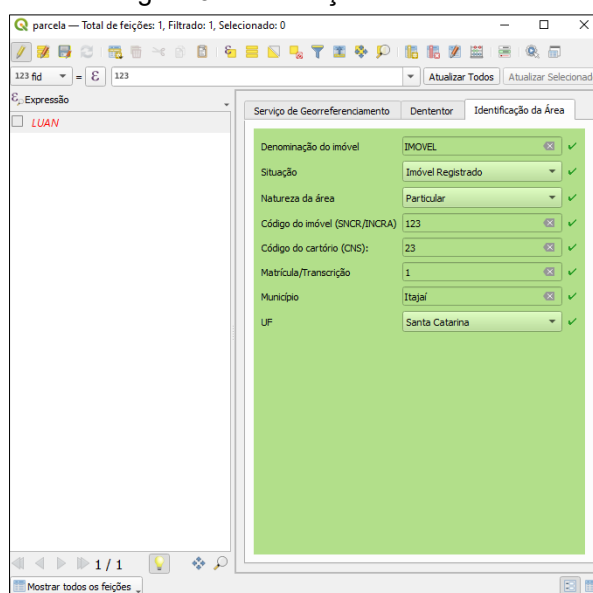 parcela — Total de feições: 1, Filtrado: 1, Selecionado: 0
123 fid = ε 123 Atualizar Todos Atualizar Selecionad
Expressão
LUAN
Serviço de Georreferenciamento Dententor Identificação da Área
Denominação do imóvel IMOVEL
Situação Imóvel Registrado
Natureza da área Particular
Código do imóvel (SNCR/INCRA) 123
Código do cartório (CNS): 23
Matrícula/Transcrição 1
Município Itajaí
UF Santa Catarina
1 / 1
Mostrar todos os feições